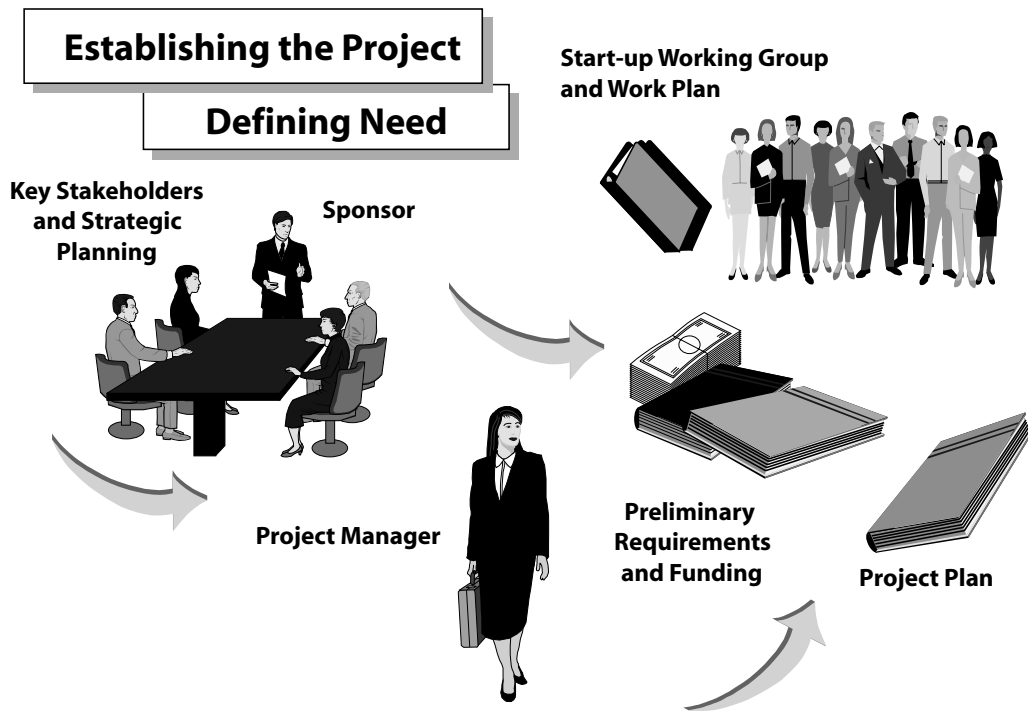 Establishing the Project
Defining Need
Key Stakeholders
and Strategic
Planning
Sponsor
Start-up Working Group
and Work Plan
Project Manager
Preliminary
Requirements
and Funding
Project Plan